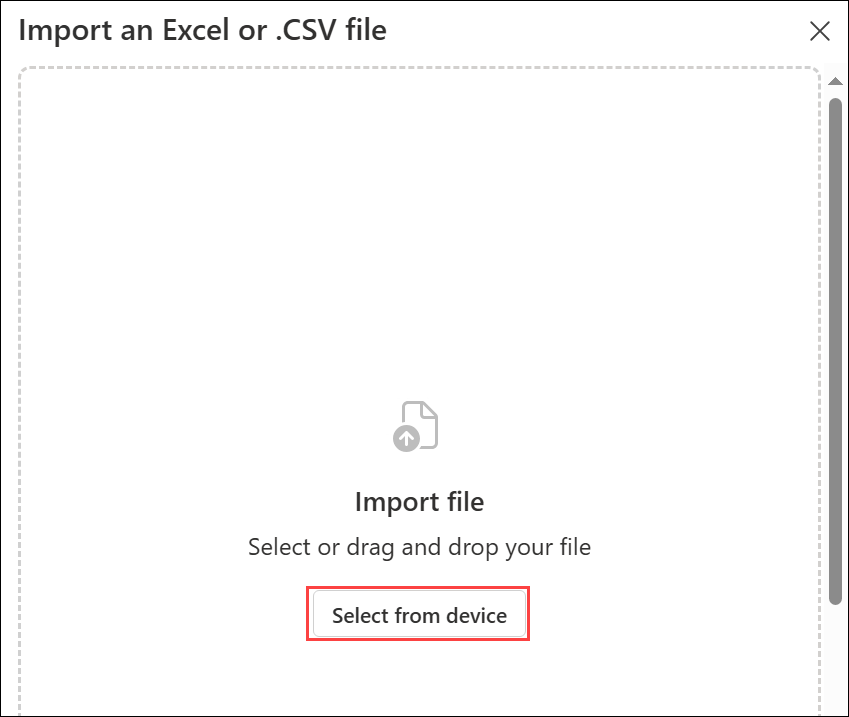 Import an Excel or .CSV file
Import file
Select or drag and drop your file
Select from device